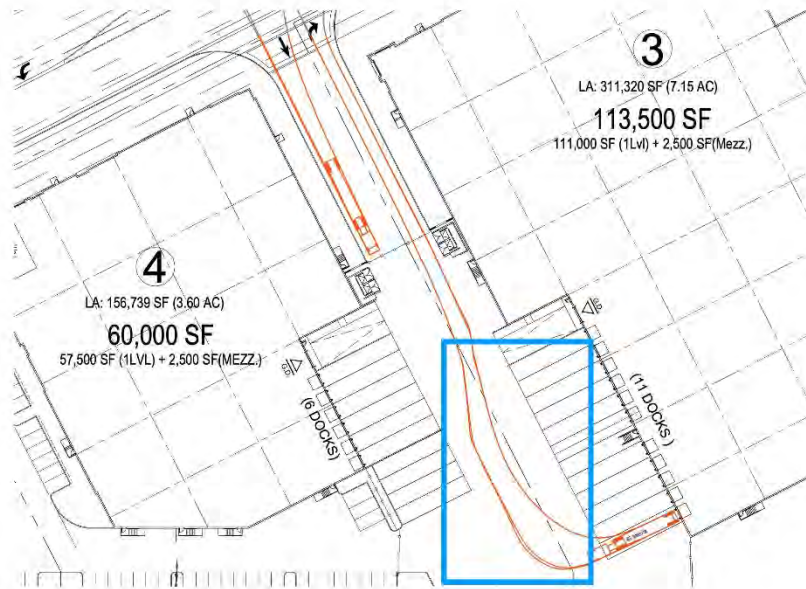 3
LA: 311,320 SF (7.15 AC)
113,500 SF
111,000 SF (1Lvl) + 2,500 SF(Mezz.)
4
LA: 156,739 SF (3.60 AC)
60,000 SF
57,500 SF (1LVL) + 2,500 SF(MEZZ.)
G.D.
(6 DOCKS)
G.D.
(11 DOCKS)